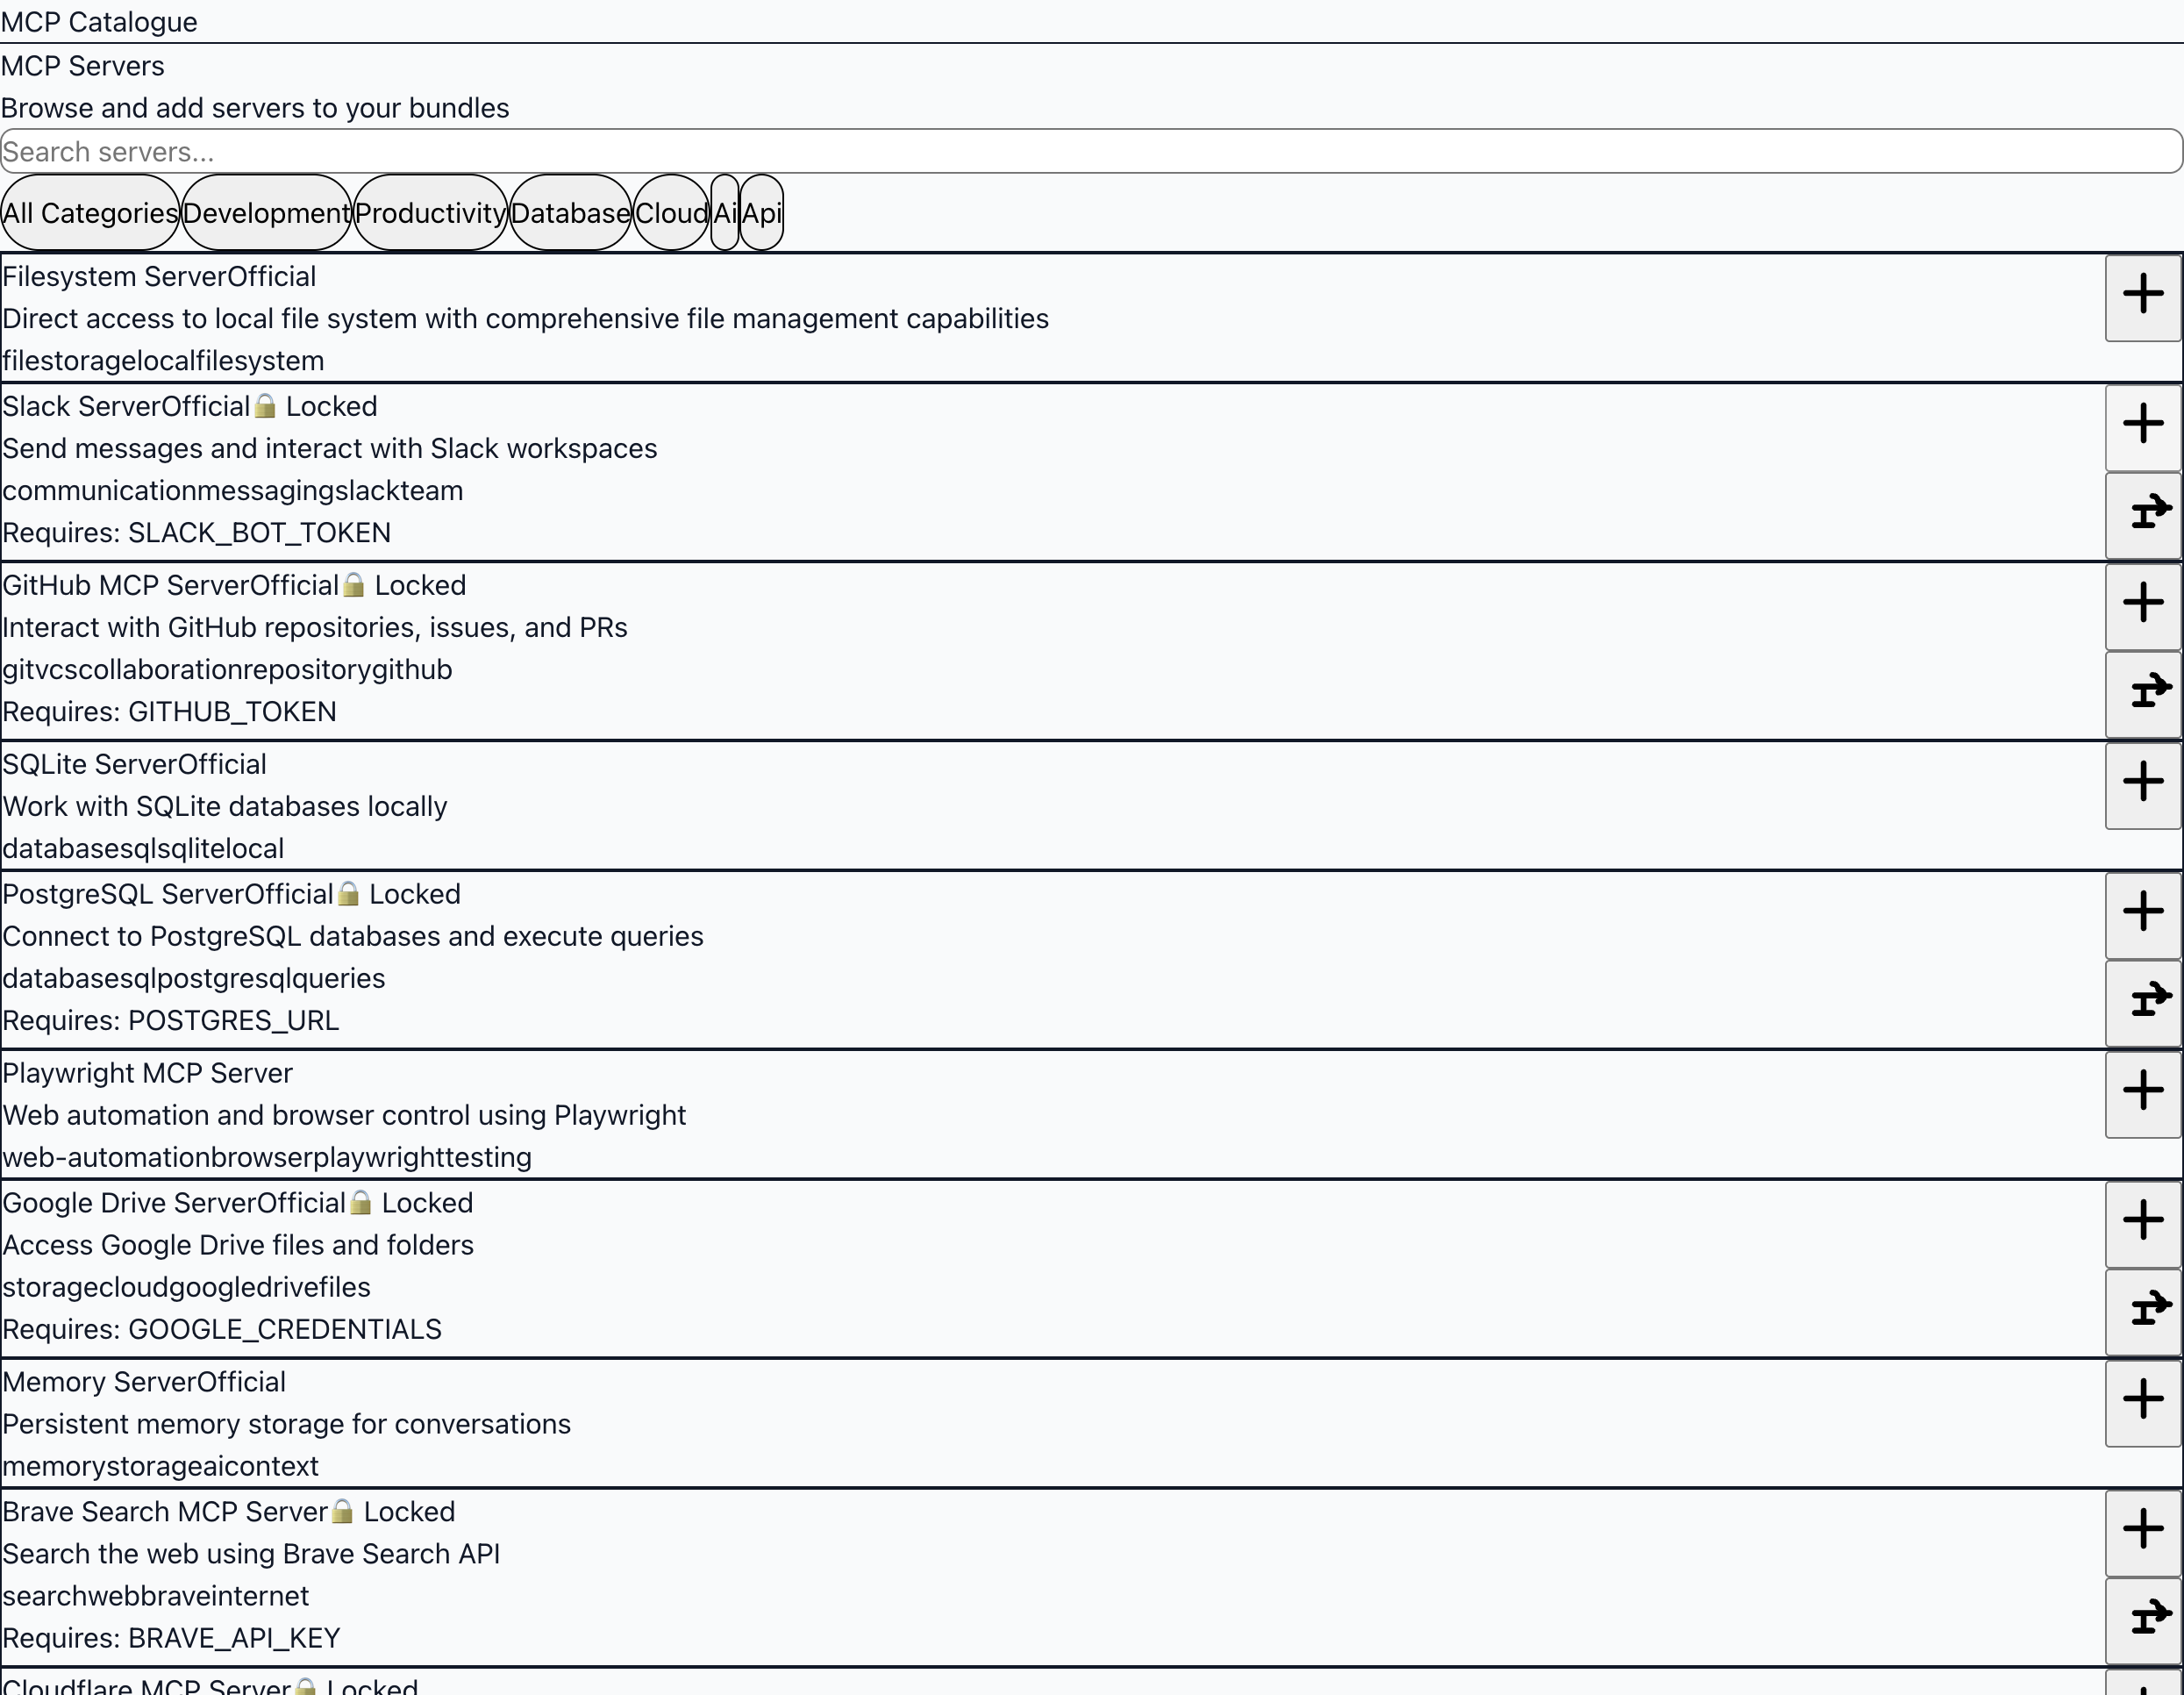 MCP Catalogue
MCP Servers
Browse and add servers to your bundles
Search servers...
All Categories Development Productivity Database Cloud Ai Api
Filesystem ServerOfficial
Direct access to local file system with comprehensive file management capabilities
filestoragelocalfilesystem
Slack ServerOfficial🔒 Locked
Send messages and interact with Slack workspaces
communicationmessagingslackteam
Requires: SLACK_BOT_TOKEN
GitHub MCP ServerOfficial🔒 Locked
Interact with GitHub repositories, issues, and PRs
gitvcscollaborationrepositorygithub
Requires: GITHUB_TOKEN
SQLite ServerOfficial
Work with SQLite databases locally
databasesqlsqlitelocal
PostgreSQL ServerOfficial🔒 Locked
Connect to PostgreSQL databases and execute queries
databasesqlpostgresqlqueries
Requires: POSTGRES_URL
Playwright MCP Server
Web automation and browser control using Playwright
web-automationbrowserplaywrighttesting
Google Drive ServerOfficial🔒 Locked
Access Google Drive files and folders
storagecloudgoogledrivefiles
Requires: GOOGLE_CREDENTIALS
Memory ServerOfficial
Persistent memory storage for conversations
memorystorageaicontext
Brave Search MCP Server🔒 Locked
Search the web using Brave Search API
searchwebbraveinternet
Requires: BRAVE_API_KEY
Cloudflare MCP Server🔒 Locked